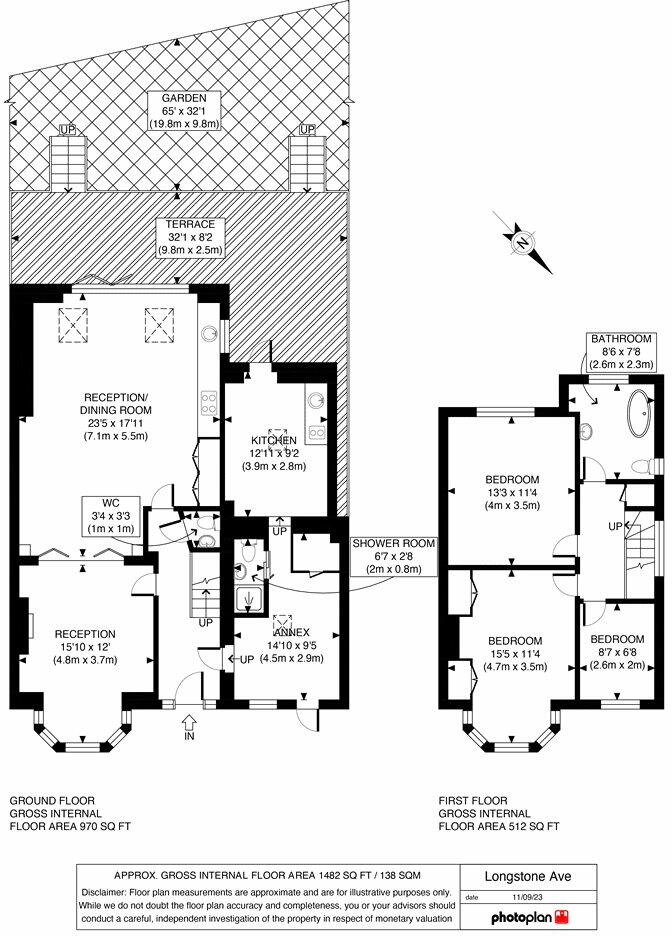 GARDEN
65' x 32'1
(19.8m x 9.8m)
UP
UP
TERRACE
32'1 x 8'2
(9.8m x 2.5m)
N
RECEPTION/
DINING ROOM
23'5 x 17'11
(7.1m x 5.5m)
KITCHEN
12'11 x 9'2
(3.9m x 2.8m)
WC
3'4 x 3'3
(1m x 1m)
UP
SHOWER ROOM
6'7 x 2'8
(2m x 0.8m)
RECEPTION
15'10 x 12'
(4.8m x 3.7m)
UP
ANNEX
14'10 x 9'5
(4.5m x 2.9m)
UP
IN
BATHROOM
8'6 x 7'8
(2.6m x 2.3m)
BEDROOM
13'3 x 11'4
(4m x 3.5m)
UP
BEDROOM
15'5 x 11'4
(4.7m x 3.5m)
BEDROOM
8'7 x 6'8
(2.6m x 2m)
GROUND FLOOR
GROSS INTERNAL
FLOOR AREA 970 SQ FT
FIRST FLOOR
GROSS INTERNAL
FLOOR AREA 512 SQ FT
APPROX. GROSS INTERNAL FLOOR AREA 1482 SQ FT / 138 SQM
Disclaimer: Floor plan measurements are approximate and are for illustrative purposes only.
While we do not doubt the floor plan accuracy and completeness, you or your advisors should
conduct a careful, independent investigation of the property in respect of monetary valuation
Longstone Ave
date 11/09/23
photoplan